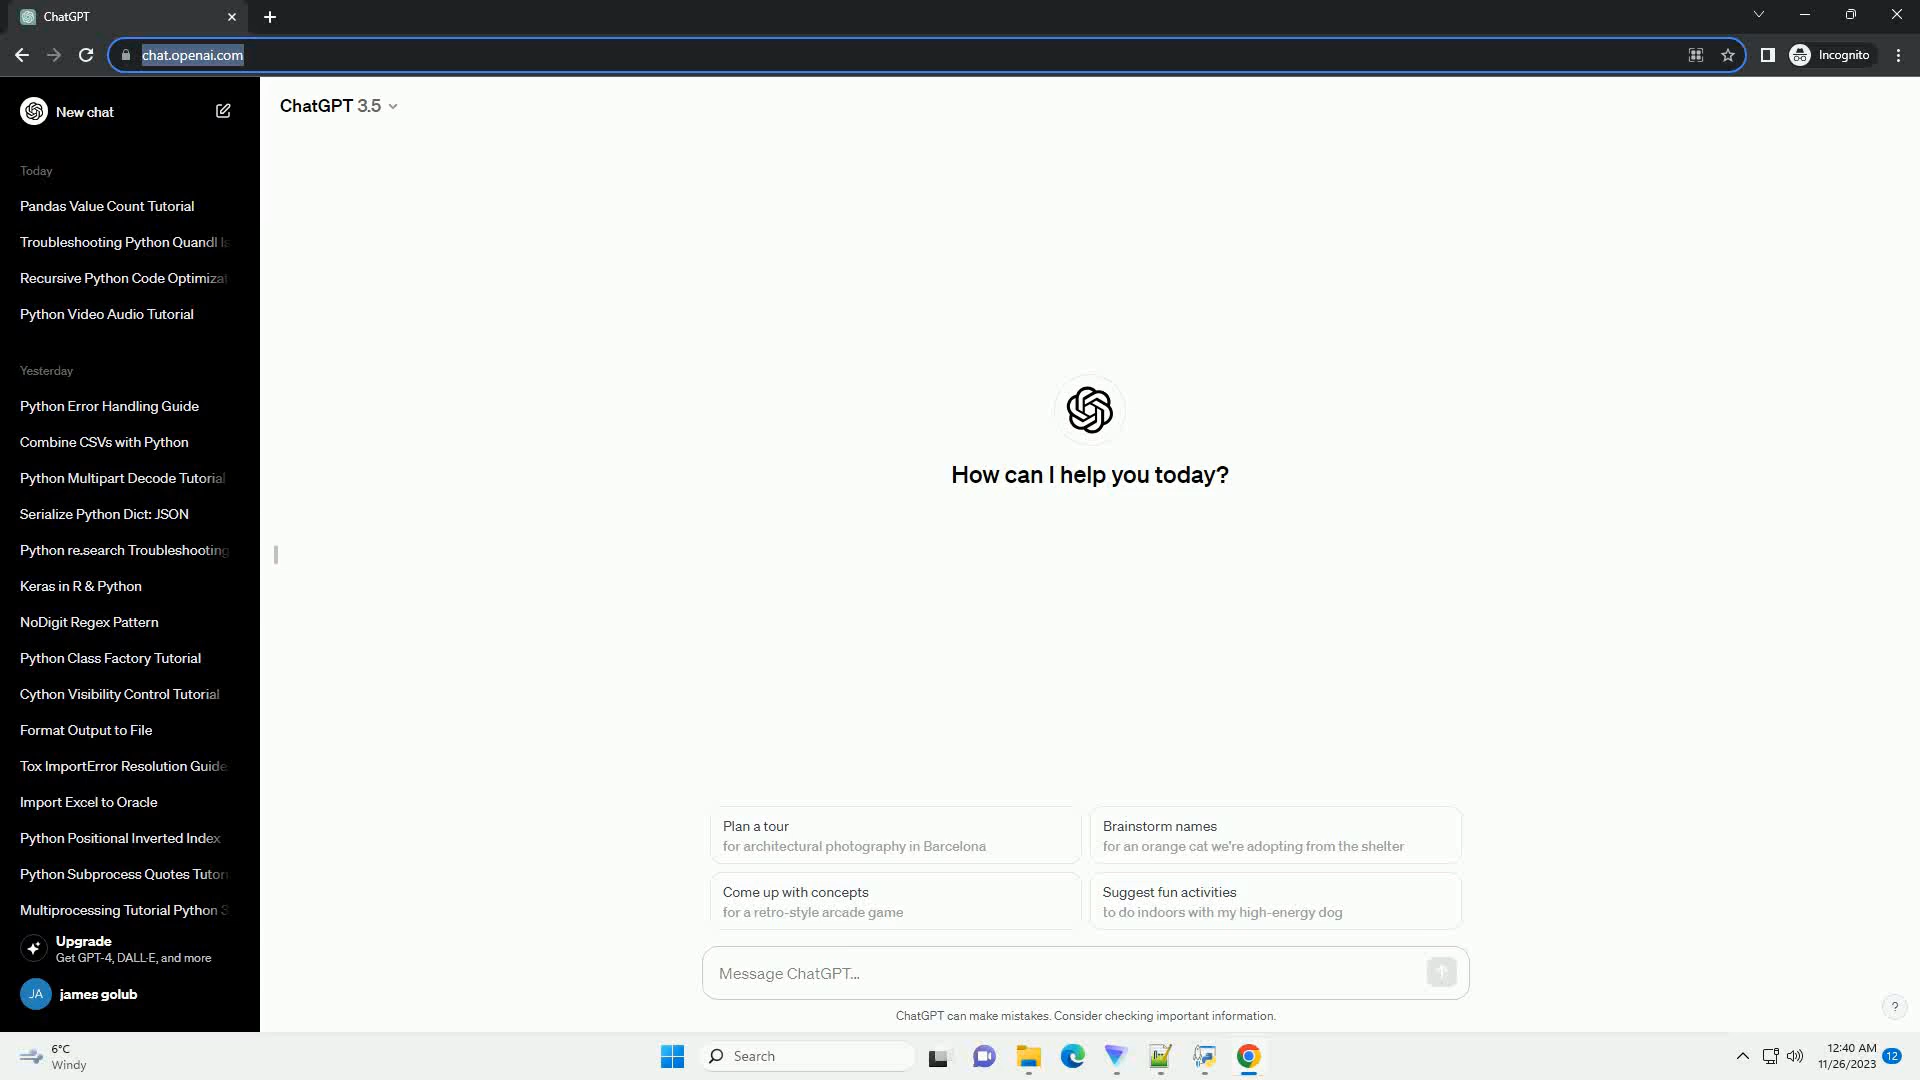 ChatGPT
chat.openai.com
Incognito
New chat
ChatGPT 3.5
Today
Pandas Value Count Tutorial
Troubleshooting Python Quandl Is
Recursive Python Code Optimizat
Python Video Audio Tutorial
Yesterday
Python Error Handling Guide
Combine CSVs with Python
Python Multipart Decode Tutorial
Serialize Python Dict: JSON
Python re.search Troubleshooting
Keras in R & Python
NoDigit Regex Pattern
Python Class Factory Tutorial
Cython Visibility Control Tutorial
Format Output to File
Tox ImportError Resolution Guide
Import Excel to Oracle
Python Positional Inverted Index
Python Subprocess Quotes Tutori
Multiprocessing Tutorial Python 3
Upgrade
Get GPT-4, DALL·E, and more
JA
james golub
How can I help you today?
Plan a tour
for architectural photography in Barcelona
Brainstorm names
for an orange cat we're adopting from the shelter
Come up with concepts
for a retro-style arcade game
Suggest fun activities
to do indoors with my high-energy dog
Message ChatGPT...
ChatGPT can make mistakes. Consider checking important information.
?
6°C
Windy
Search
12:40 AM
11/26/2023
12